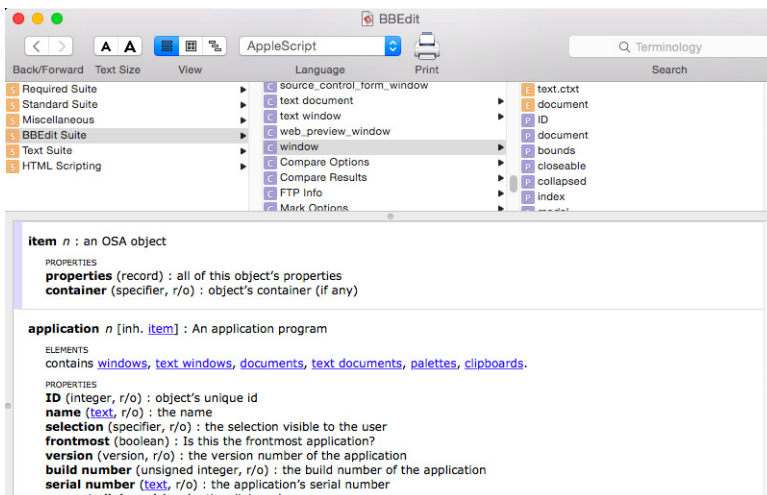 BBEdit
A A
AppleScript
Terminology
Back/Forward Text Size View Language Print Search
S Required Suite
S Standard Suite
S Miscellaneous
S BBEdit Suite
S Text Suite
S HTML Scripting
C source_control_form_window
C text document
C text window
C web_preview_window
C window
C Compare Options
C Compare Results
C FTP Info
C Mark Options
E text.ctxt
E document
P ID
P document
P bounds
P closeable
P collapsed
P index
item n : an OSA object
PROPERTIES
properties (record) : all of this object's properties
container (specifier, r/o) : object's container (if any)
application n [inh. item] : An application program
ELEMENTS
contains windows, text windows, documents, text documents, palettes, clipboards.
PROPERTIES
ID (integer, r/o) : object's unique id
name (text, r/o) : the name
selection (specifier, r/o) : the selection visible to the user
frontmost (boolean) : Is this the frontmost application?
version (version, r/o) : the version number of the application
build number (unsigned integer, r/o) : the build number of the application
serial number (text, r/o) : the application's serial number